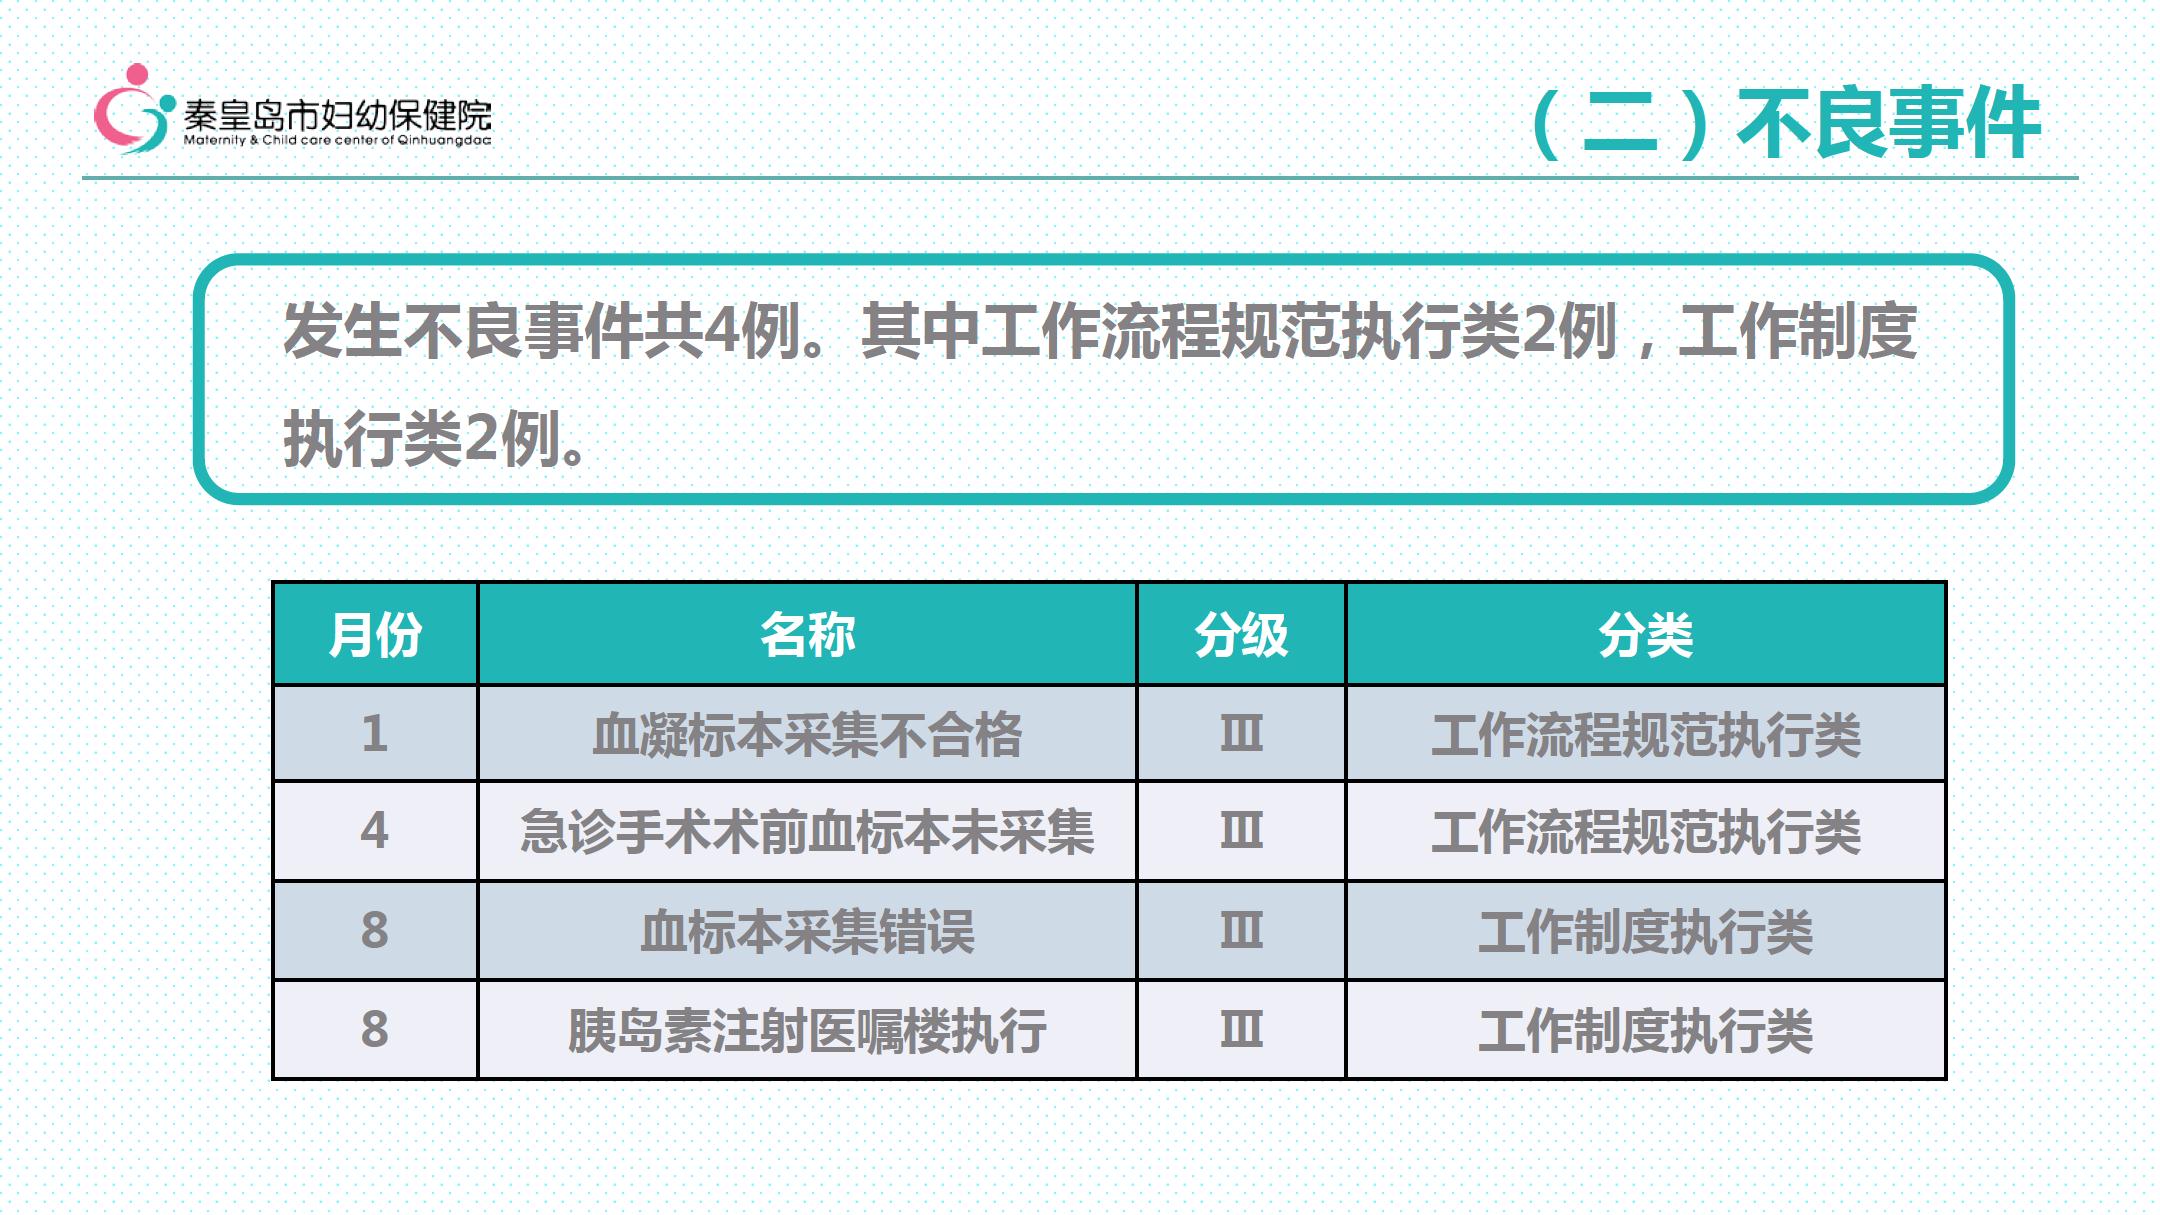 秦皇岛市妇幼保健院
Maternity & Child care center of Qinhuangdao
（二）不良事件
发生不良事件共4例。其中工作流程规范执行类2例，工作制度
执行类2例。
月份 名称 分级 分类
1 血凝标本采集不合格 Ⅲ 工作流程规范执行类
4 急诊手术术前血标本未采集 Ⅲ 工作流程规范执行类
8 血标本采集错误 Ⅲ 工作制度执行类
8 胰岛素注射医嘱楼执行 Ⅲ 工作制度执行类